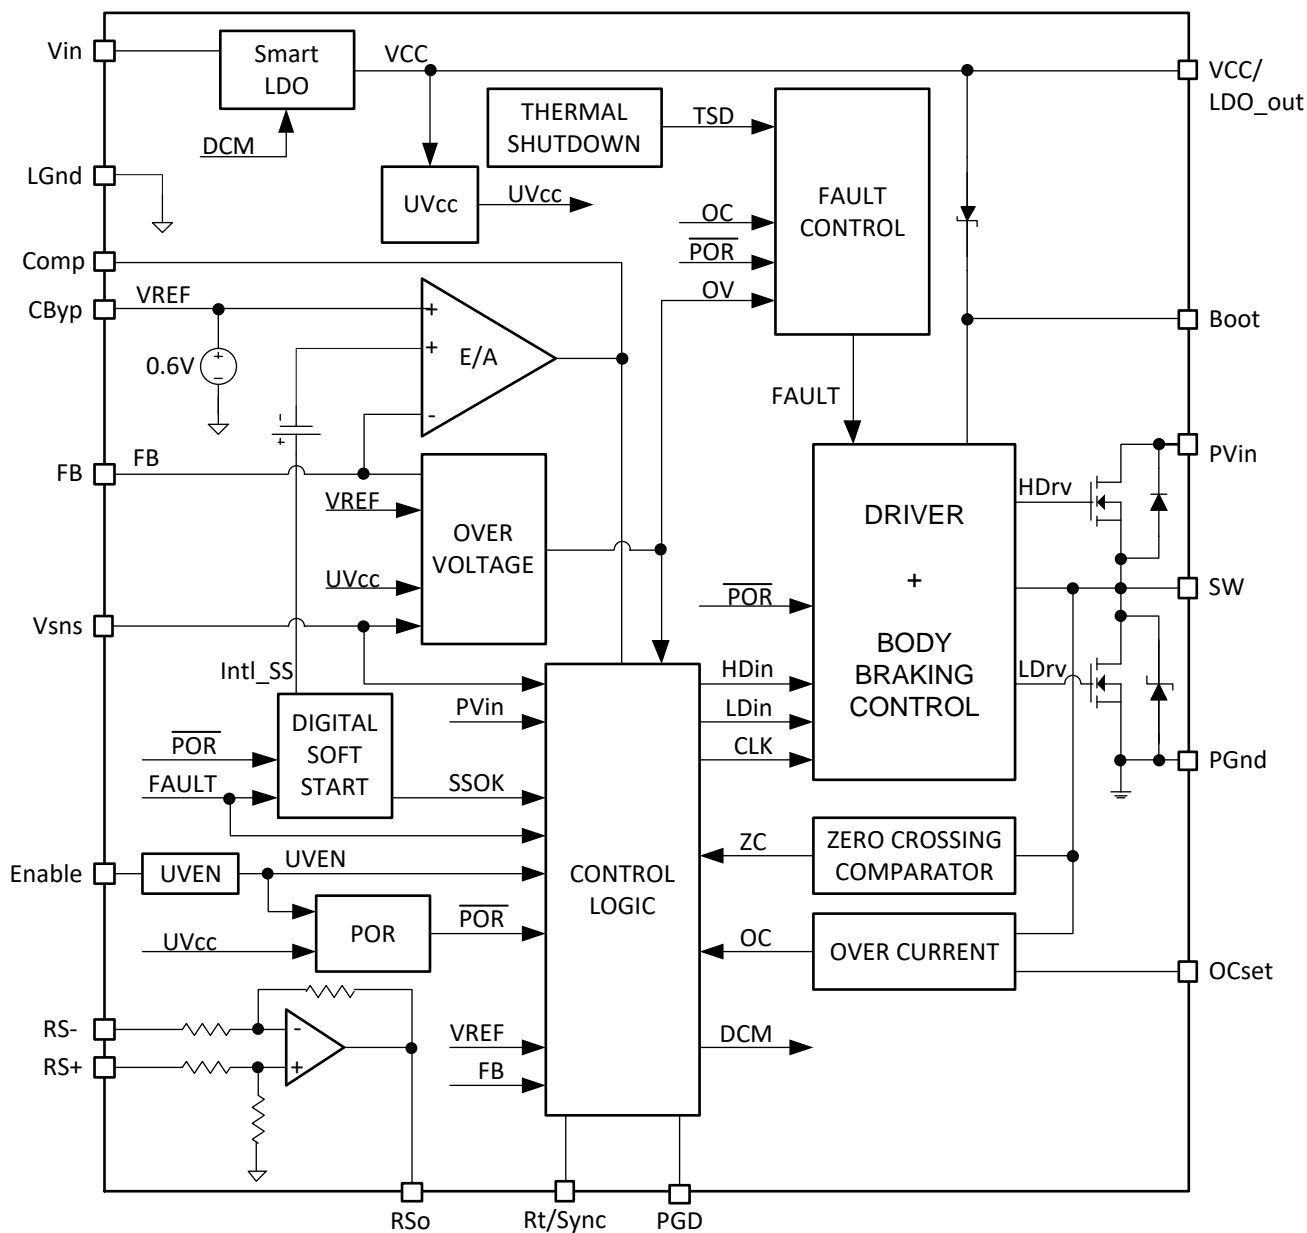 Vin
Smart
LDO
VCC
VCC/
LDO_out
DCM
THERMAL
SHUTDOWN
TSD
LGnd
UVcc
UVcc
OC
POR
OV
FAULT
CONTROL
Comp
CByp
VREF
0.6V
+
-
+
+
-
E/A
Boot
FAULT
- +
FB
FB
VREF
UVcc
OVER
VOLTAGE
DRIVER
+
BODY
BRAKING
CONTROL
HDrv
PVin
POR
SW
LDrv
Vsns
Intl_SS
PVin
HDin
LDin
CLK
DIGITAL
SOFT
START
POR
FAULT
SSOK
PGnd
ZC
ZERO CROSSING
COMPARATOR
Enable
UVEN
UVEN
CONTROL
LOGIC
UVcc
POR
POR
OC
OVER CURRENT
OCset
RS-
RS+
-
+
VREF
FB
DCM
RSo
Rt/Sync
PGD